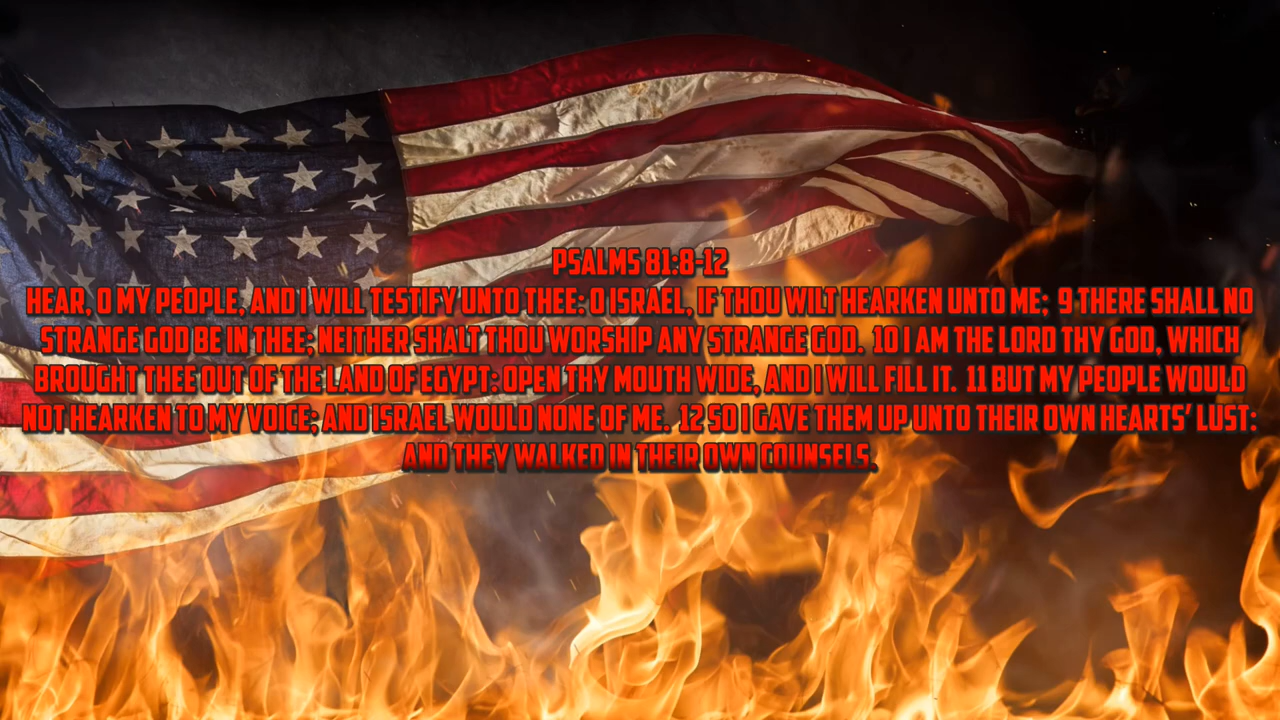 PSALMS 81:8-12
HEAR, O MY PEOPLE, AND I WILL TESTIFY UNTO THEE: O ISRAEL, IF THOU WILT HEARKEN UNTO ME; 9 THERE SHALL NO
STRANGE GOD BE IN THEE; NEITHER SHALT THOU WORSHIP ANY STRANGE GOD. 10 I AM THE LORD THY GOD, WHICH
BROUGHT THEE OUT OF THE LAND OF EGYPT: OPEN THY MOUTH WIDE, AND I WILL FILL IT. 11 BUT MY PEOPLE WOULD
NOT HEARKEN TO MY VOICE; AND ISRAEL WOULD NONE OF ME. 12 SO I GAVE THEM UP UNTO THEIR OWN HEARTS' LUST:
AND THEY WALKED IN THEIR OWN COUNSELS.